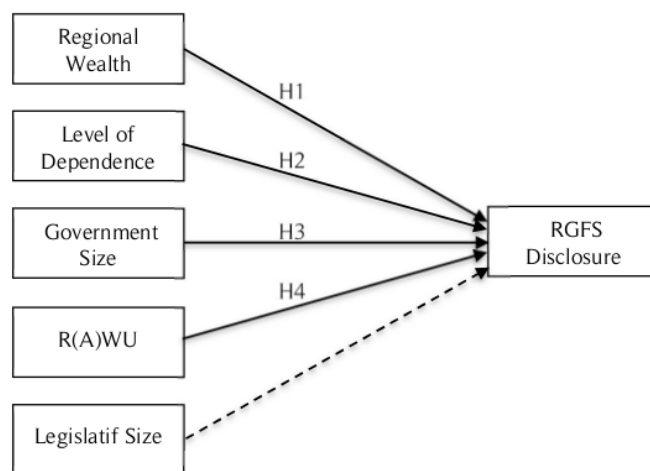 Regional
Wealth
H1
Level of
Dependence
H2
Government
Size
H3
RGFS
Disclosure
R(A)WU
H4
Legislatif Size